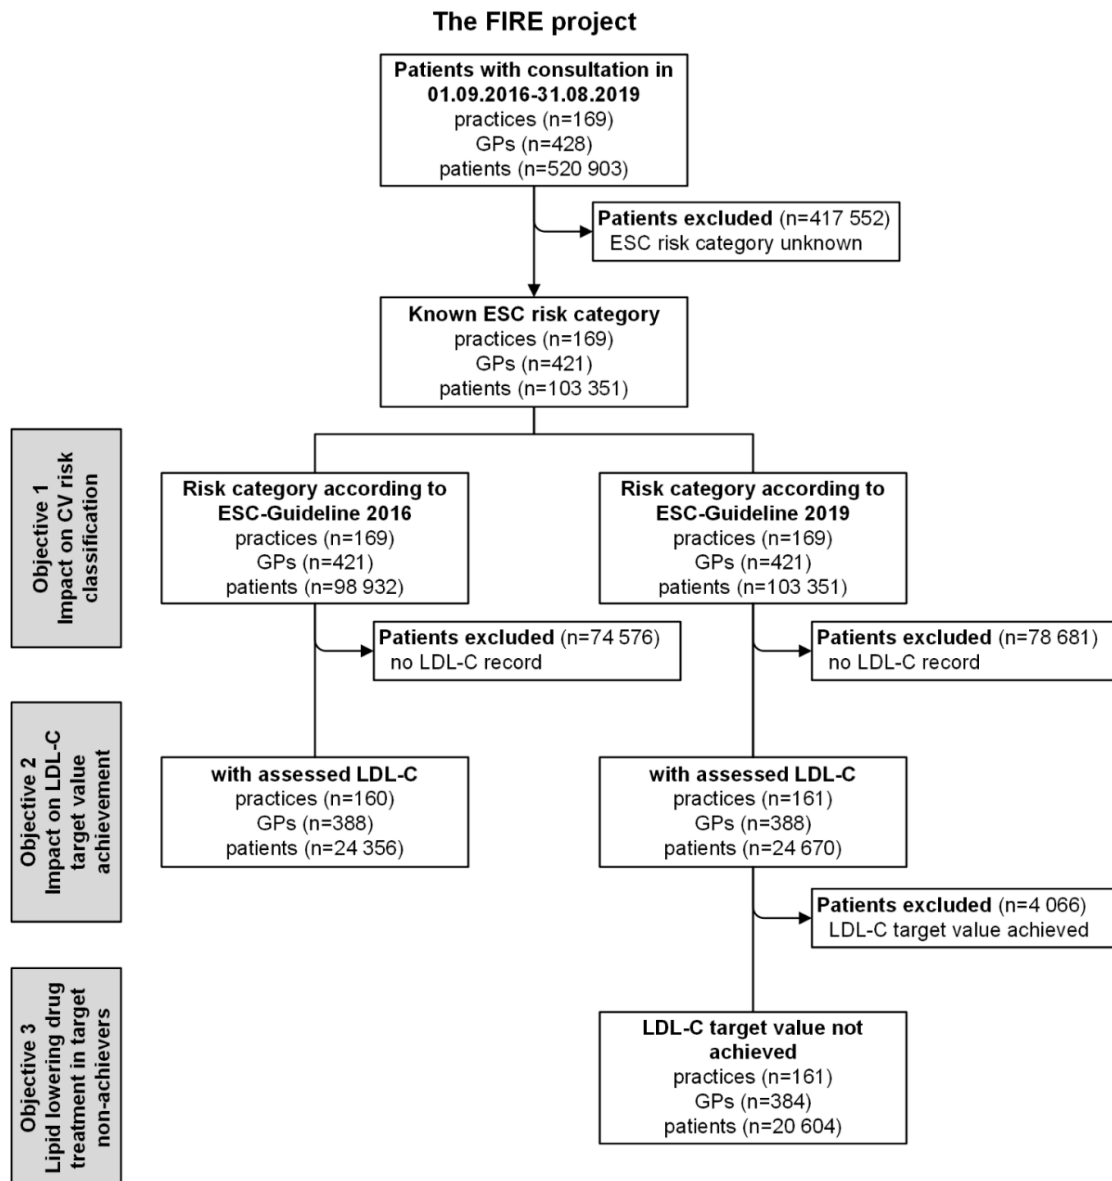 The FIRE project
Patients with consultation in
01.09.2016-31.08.2019
practices (n=169)
GPs (n=428)
patients (n=520 903)
Patients excluded (n=417 552)
ESC risk category unknown
Known ESC risk category
practices (n=169)
GPs (n=421)
patients (n=103 351)
Objective 1
Impact on CV risk
classification
Risk category according to
ESC-Guideline 2016
practices (n=169)
GPs (n=421)
patients (n=98 932)
Risk category according to
ESC-Guideline 2019
practices (n=169)
GPs (n=421)
patients (n=103 351)
Patients excluded (n=74 576)
no LDL-C record
Patients excluded (n=78 681)
no LDL-C record
Objective 2
Impact on LDL-C
target value
achievement
with assessed LDL-C
practices (n=160)
GPs (n=388)
patients (n=24 356)
with assessed LDL-C
practices (n=161)
GPs (n=388)
patients (n=24 670)
Patients excluded (n=4 066)
LDL-C target value achieved
Objective 3
Lipid lowering drug
treatment in target
non-achievers
LDL-C target value not
achieved
practices (n=161)
GPs (n=384)
patients (n=20 604)